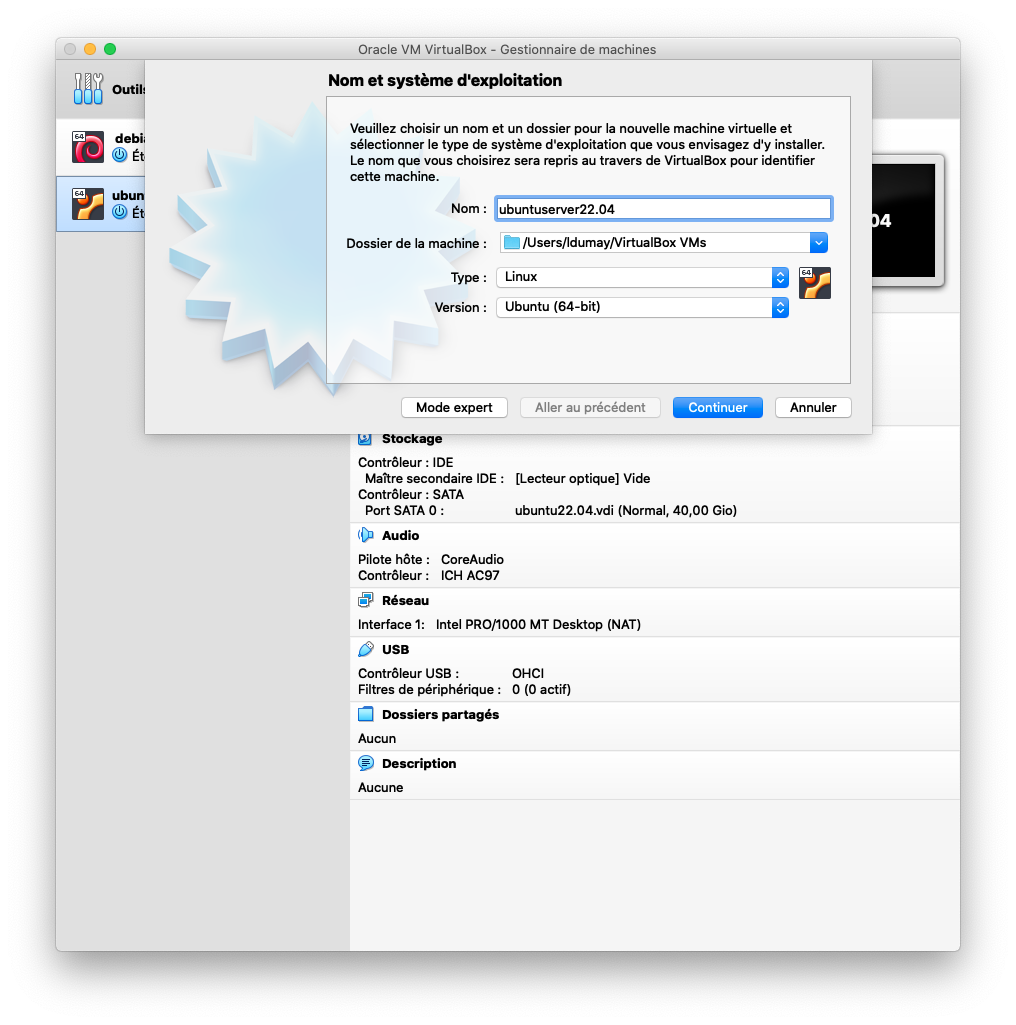 Oracle VM VirtualBox - Gestionnaire de machines
Outils
Nom et système d'exploitation
Veuillez choisir un nom et un dossier pour la nouvelle machine virtuelle et
sélectionner le type de système d'exploitation que vous envisagez d'y installer.
Le nom que vous choisirez sera repris au travers de VirtualBox pour identifier
cette machine.
64
debi
Ét
64
ubun
Ét
04
Nom : ubuntuserver22.04
Dossier de la machine : /Users/ldumay/VirtualBox VMs
Type : Linux
64
Version : Ubuntu (64-bit)
Mode expert Aller au précédent Continuer Annuler
Stockage
Contrôleur : IDE
Maître secondaire IDE : [Lecteur optique] Vide
Contrôleur : SATA
Port SATA 0 : ubuntu22.04.vdi (Normal, 40,00 Gio)
Audio
Pilote hôte : CoreAudio
Contrôleur : ICH AC97
Réseau
Interface 1: Intel PRO/1000 MT Desktop (NAT)
USB
Contrôleur USB : OHCI
Filtres de périphérique : 0 (0 actif)
Dossiers partagés
Aucun
Description
Aucune